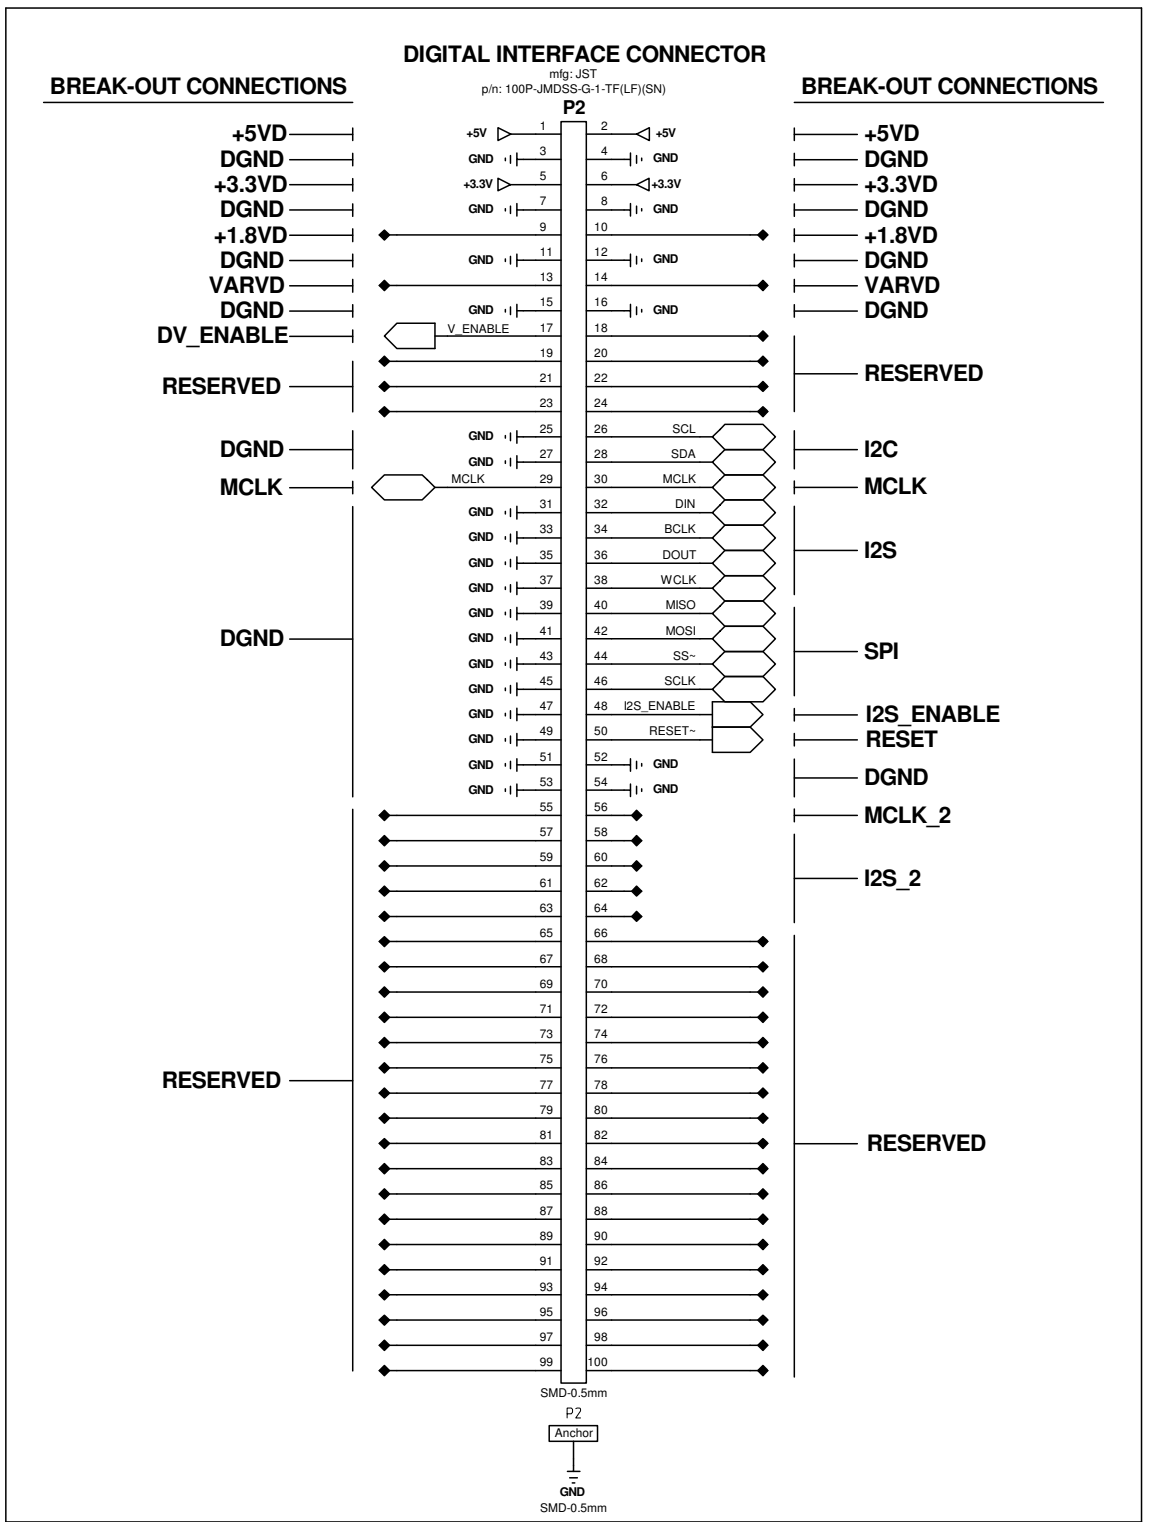 DIGITAL INTERFACE CONNECTOR
mfg: JST
p/n: 100P-JMDSS-G-1-TF(LF)(SN)
BREAK-OUT CONNECTIONS P2 BREAK-OUT CONNECTIONS
+5VD +5V 1 2 +5V +5VD
DGND GND 3 4 GND DGND
+3.3VD +3.3V 5 6 +3.3V +3.3VD
DGND GND 7 8 GND DGND
+1.8VD 9 10 +1.8VD
DGND GND 11 12 GND DGND
VARVD 13 14 VARVD
DGND GND 15 16 GND DGND
DV_ENABLE V_ENABLE 17 18
19 20
RESERVED 21 22 RESERVED
23 24
GND 25 26 SCL
DGND GND 27 28 SDA I2C
MCLK MCLK 29 30 MCLK MCLK
GND 31 32 DIN
GND 33 34 BCLK
GND 35 36 DOUT I2S
GND 37 38 WCLK
GND 39 40 MISO
DGND GND 41 42 MOSI
GND 43 44 SS~ SPI
GND 45 46 SCLK
GND 47 48 I2S_ENABLE I2S_ENABLE
GND 49 50 RESET~ RESET
GND 51 52 GND
GND 53 54 GND DGND
55 56 MCLK_2
57 58
59 60
61 62 I2S_2
63 64
65 66
67 68
69 70
71 72
73 74
75 76
RESERVED 77 78
79 80
81 82 RESERVED
83 84
85 86
87 88
89 90
91 92
93 94
95 96
97 98
99 100
SMD-0.5mm
P2
Anchor
GND
SMD-0.5mm